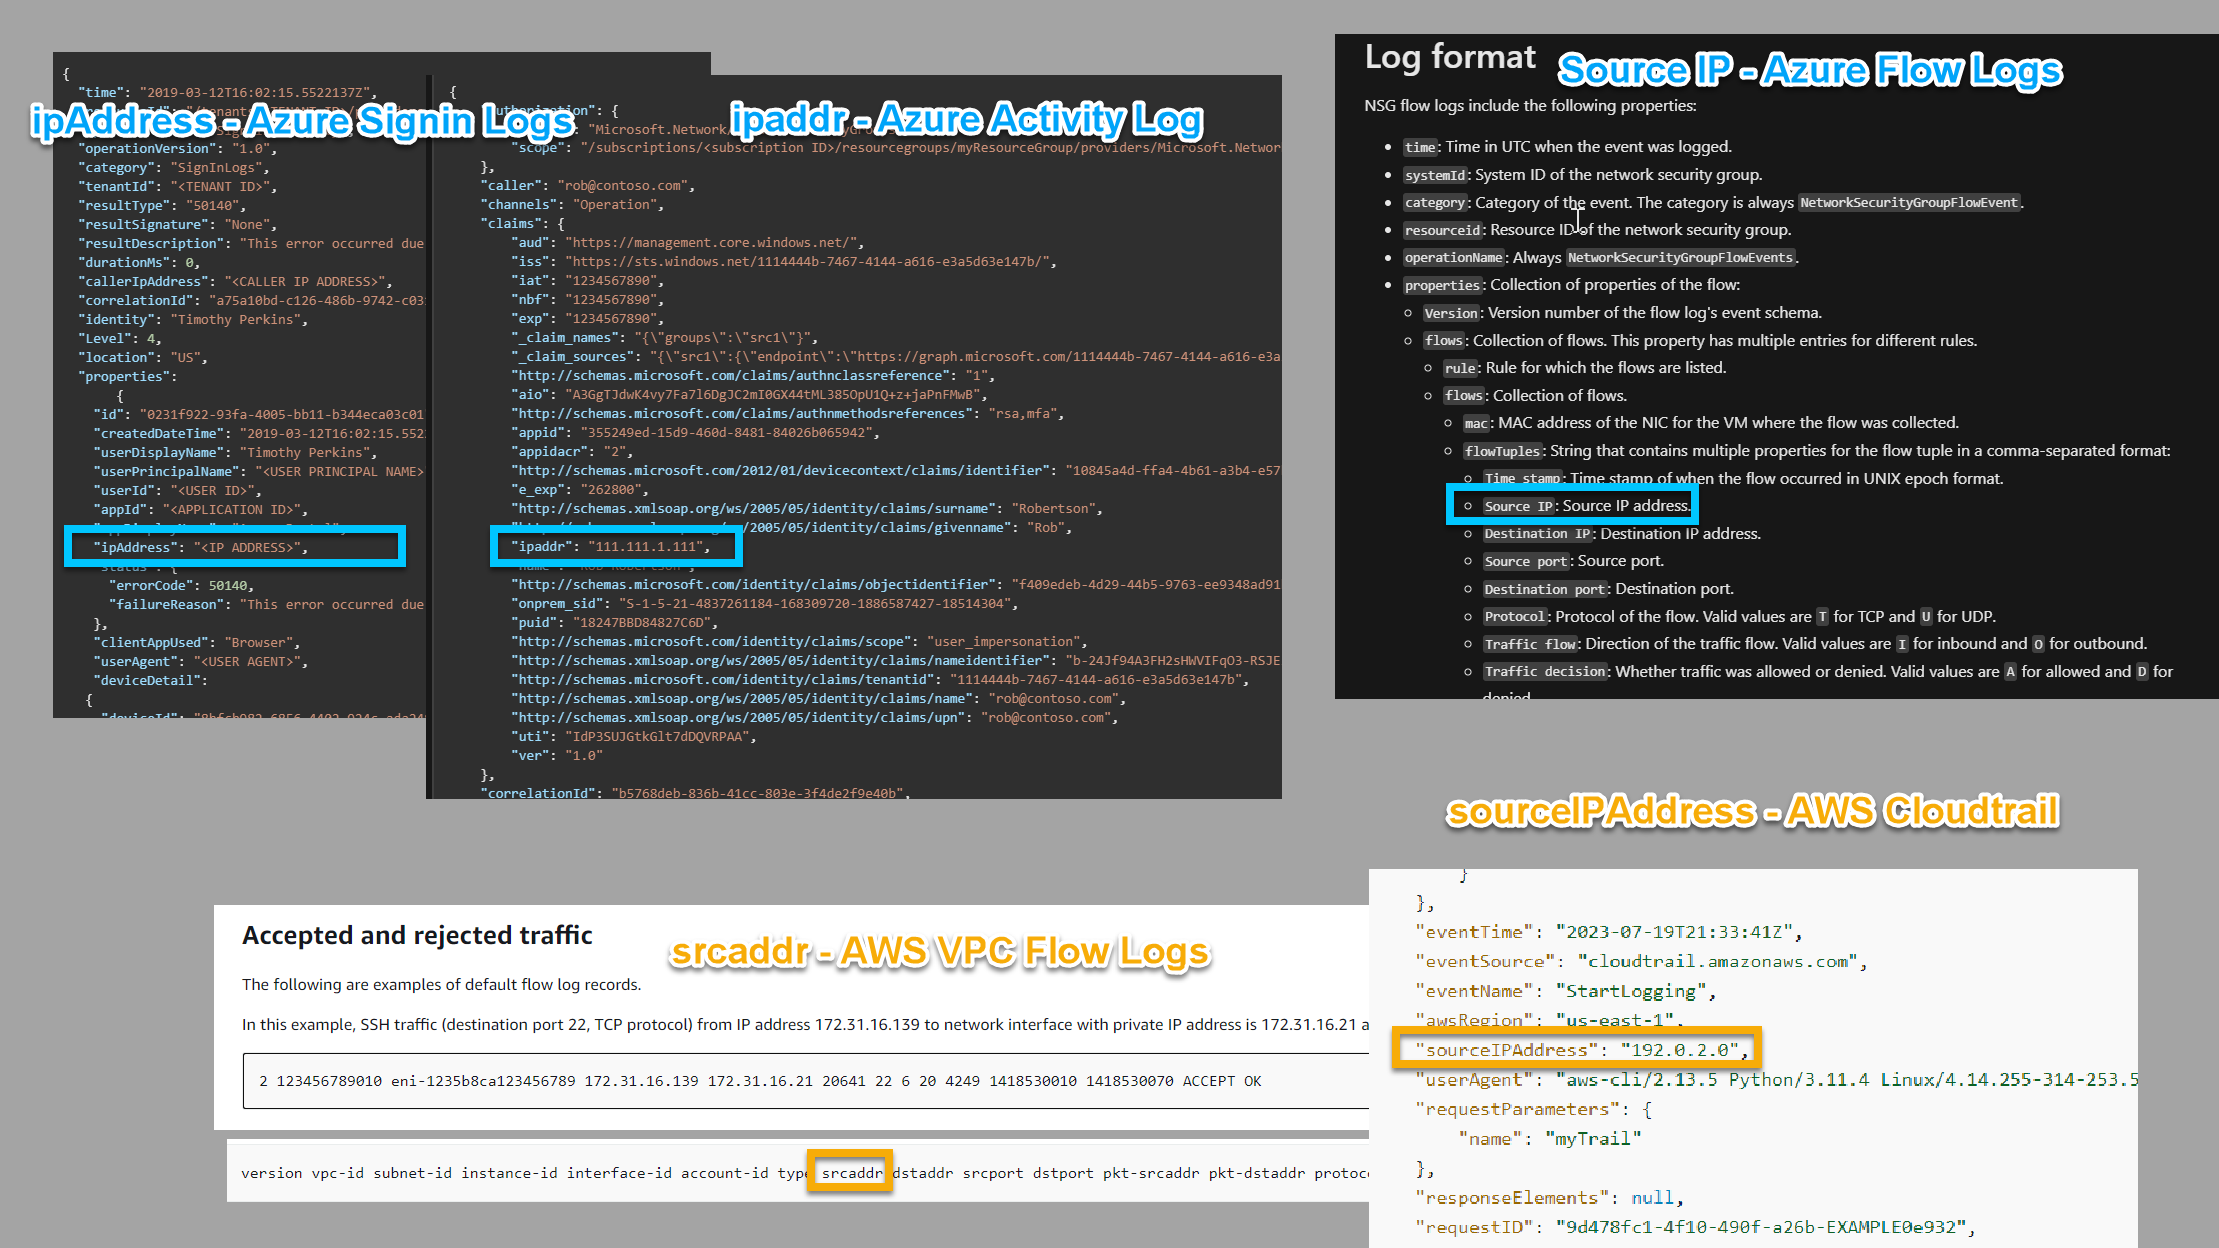 {
"time": "2019-03-12T16:02:15.5522137Z",
ipAddress - Azure Signin Logs
"operationVersion": "1.0",
"category": "SignInLogs",
"tenantId": "<TENANT ID>",
"resultType": "50140",
"resultSignature": "None",
"resultDescription": "This error occurred due
"durationMs": 0,
"callerIpAddress": "<CALLER IP ADDRESS>",
"correlationId": "a75a10bd-c126-486b-9742-c03
"identity": "Timothy Perkins",
"Level": 4,
"location": "US",
"properties":
{
"id": "0231f922-93fa-4005-bb11-b344eca03c01
"createdDateTime": "2019-03-12T16:02:15.552
"userDisplayName": "Timothy Perkins",
"userPrincipalName": "<USER PRINCIPAL NAME>
"userId": "<USER ID>",
"appId": "<APPLICATION ID>",
"ipAddress": "<IP ADDRESS>",
"status": {
"errorCode": 50140,
"failureReason": "This error occurred due
},
"clientAppUsed": "Browser",
"userAgent": "<USER AGENT>",
"deviceDetail":
{
{
"authorization": {
ipaddr - Azure Activity Log
"Microsoft.Network/
"scope": "/subscriptions/<subscription ID>/resourcegroups/myResourceGroup/providers/Microsoft.Networ
},
"caller": "rob@contoso.com",
"channels": "Operation",
"claims": {
"aud": "https://management.core.windows.net/",
"iss": "https://sts.windows.net/1114444b-7467-4144-a616-e3a5d63e147b/",
"iat": "1234567890",
"nbf": "1234567890",
"exp": "1234567890",
"_claim_names": "{\"groups\":\"src1\"}",
"_claim_sources": "{\"src1\":{\"endpoint\":\"https://graph.microsoft.com/1114444b-7467-4144-a616-e3a
"http://schemas.microsoft.com/claims/authnclassreference": "1",
"aio": "A3GgTJdwK4vy7Fa7l6DgJC2mI0GX44tML385OpU1Q+z+jaPnFMwB",
"http://schemas.microsoft.com/claims/authnmethodsreferences": "rsa,mfa",
"appid": "355249ed-15d9-460d-8481-84026b065942",
"appidacr": "2",
"http://schemas.microsoft.com/2012/01/devicecontext/claims/identifier": "10845a4d-ffa4-4b61-a3b4-e57
"e_exp": "262800",
"http://schemas.xmlsoap.org/ws/2005/05/identity/claims/surname": "Robertson",
"http://schemas.xmlsoap.org/ws/2005/05/identity/claims/givenname": "Rob",
"ipaddr": "111.111.1.111",
"name": "Rob Robertson",
"http://schemas.microsoft.com/identity/claims/objectidentifier": "f409edeb-4d29-44b5-9763-ee9348ad91
"onprem_sid": "S-1-5-21-4837261184-168309720-1886587427-18514304",
"puid": "18247BBD84827C6D",
"http://schemas.microsoft.com/identity/claims/scope": "user_impersonation",
"http://schemas.xmlsoap.org/ws/2005/05/identity/claims/nameidentifier": "b-24Jf94A3FH2sHWVIFqO3-RSJE
"http://schemas.microsoft.com/identity/claims/tenantid": "1114444b-7467-4144-a616-e3a5d63e147b",
"http://schemas.xmlsoap.org/ws/2005/05/identity/claims/name": "rob@contoso.com",
"http://schemas.xmlsoap.org/ws/2005/05/identity/claims/upn": "rob@contoso.com",
"uti": "IdP3SUJGtkGlt7dDQVRPAA",
"ver": "1.0"
},
"correlationId": "b5768deb-836b-41cc-803e-3f4de2f9e40b",
Log format
Source IP - Azure Flow Logs
NSG flow logs include the following properties:
time: Time in UTC when the event was logged.
systemId: System ID of the network security group.
category: Category of the event. The category is always NetworkSecurityGroupFlowEvent.
resourceid: Resource ID of the network security group.
operationName: Always NetworkSecurityGroupFlowEvents.
properties: Collection of properties of the flow:
Version: Version number of the flow log's event schema.
flows: Collection of flows. This property has multiple entries for different rules.
rule: Rule for which the flows are listed.
flows: Collection of flows.
mac: MAC address of the NIC for the VM where the flow was collected.
flowTuples: String that contains multiple properties for the flow tuple in a comma-separated format:
Time stamp: Time stamp of when the flow occurred in UNIX epoch format.
Source IP: Source IP address.
Destination IP: Destination IP address.
Source port: Source port.
Destination port: Destination port.
Protocol: Protocol of the flow. Valid values are T for TCP and U for UDP.
Traffic flow: Direction of the traffic flow. Valid values are I for inbound and O for outbound.
Traffic decision: Whether traffic was allowed or denied. Valid values are A for allowed and D for
denied.
sourceIPAddress - AWS Cloudtrail
}
},
"eventTime": "2023-07-19T21:33:41Z",
"eventSource": "cloudtrail.amazonaws.com",
"eventName": "StartLogging",
"awsRegion": "us-east-1",
"sourceIPAddress": "192.0.2.0",
"userAgent": "aws-cli/2.13.5 Python/3.11.4 Linux/4.14.255-314-253.5
"requestParameters": {
"name": "myTrail"
},
"responseElements": null,
"requestID": "9d478fc1-4f10-490f-a26b-EXAMPLE0e932",
Accepted and rejected traffic
srcaddr - AWS VPC Flow Logs
The following are examples of default flow log records.
In this example, SSH traffic (destination port 22, TCP protocol) from IP address 172.31.16.139 to network interface with private IP address is 172.31.16.21 a
2 123456789010 eni-1235b8ca123456789 172.31.16.139 172.31.16.21 20641 22 6 20 4249 1418530010 1418530070 ACCEPT OK
version vpc-id subnet-id instance-id interface-id account-id type srcaddr dstaddr srcport dstport pkt-srcaddr pkt-dstaddr protoco